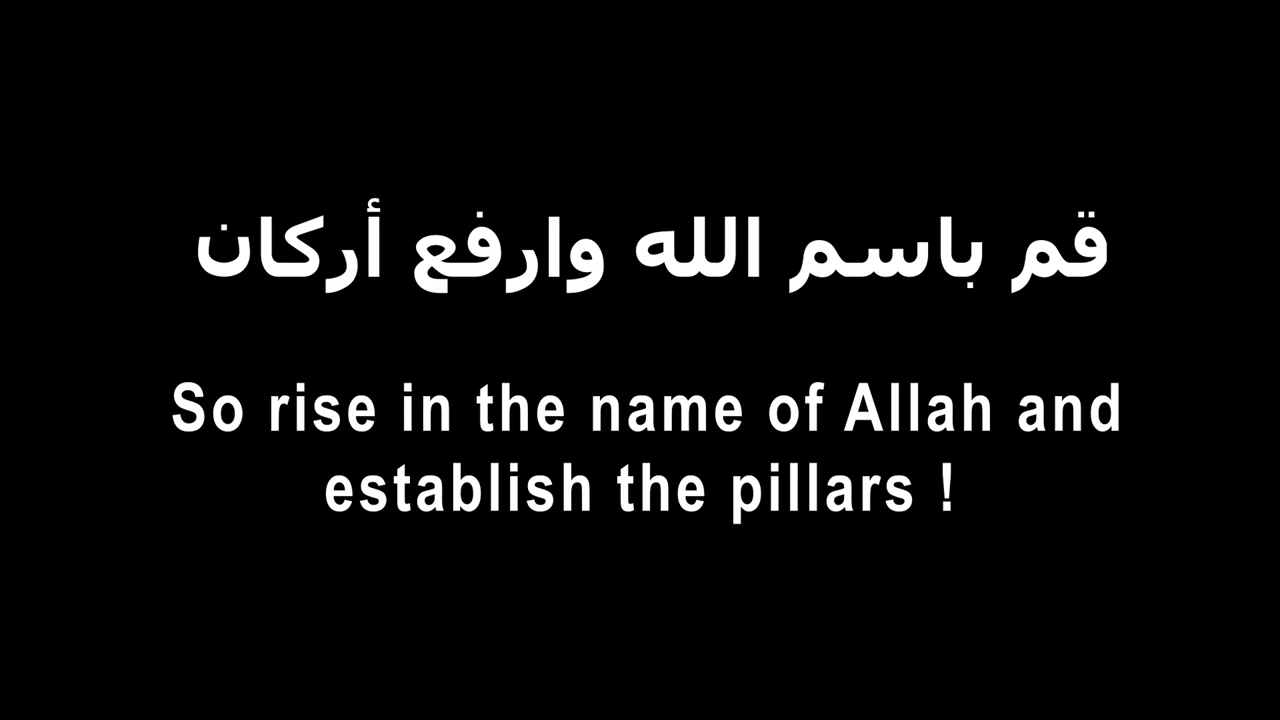 قم باسم الله وارفع أركان
So rise in the name of Allah and
establish the pillars !